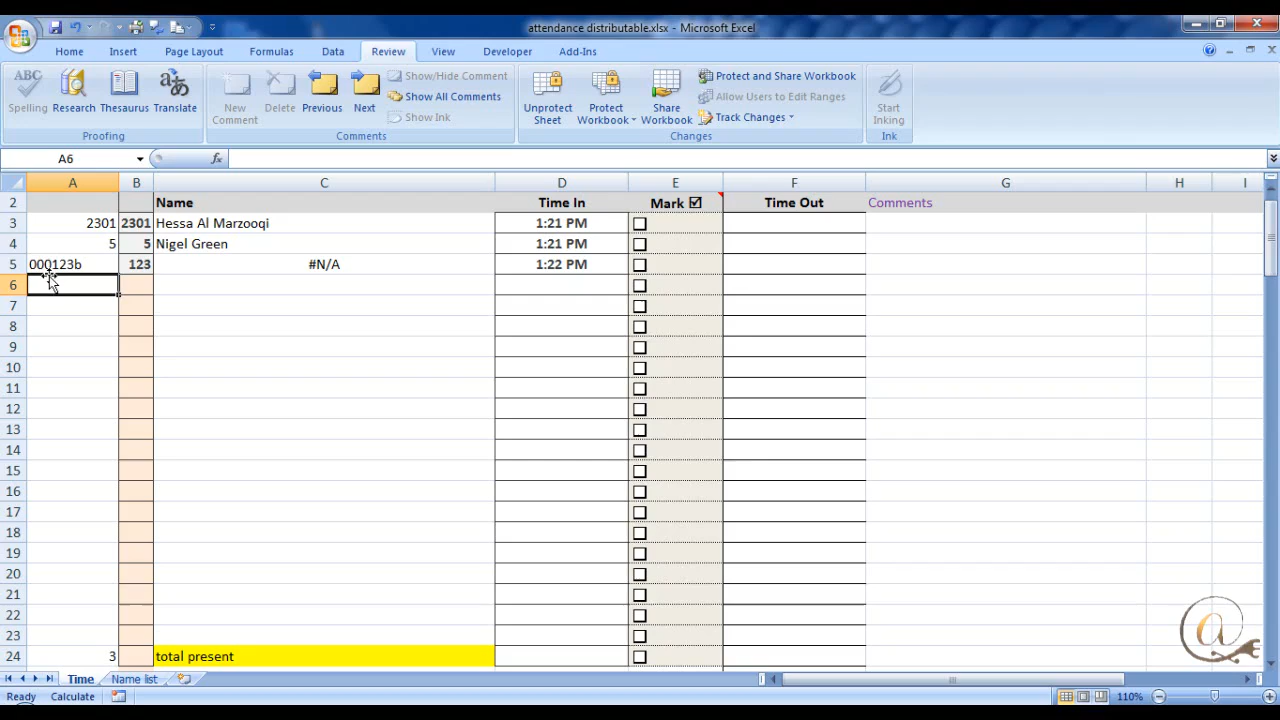 attendance distributable.xlsx - Microsoft Excel
Home Insert Page Layout Formulas Data Review View Developer Add-Ins
ABC
Spelling Research Thesaurus Translate
Proofing
New Comment Delete Previous Next
Show/Hide Comment
Show All Comments
Show Ink
Comments
Unprotect Sheet Protect Workbook Share Workbook
Protect and Share Workbook
Allow Users to Edit Ranges
Track Changes
Changes
Start Inking
Ink
A6 fx
A B C D E F G H I
2 Name Time In Mark ☑ Time Out Comments
3 2301 2301 Hessa Al Marzooqi 1:21 PM
4 5 5 Nigel Green 1:21 PM
5 000123b 123 #N/A 1:22 PM
6
7
8
9
10
11
12
13
14
15
16
17
18
19
20
21
22
23
24 3 total present
Time Name list
Ready Calculate 110%